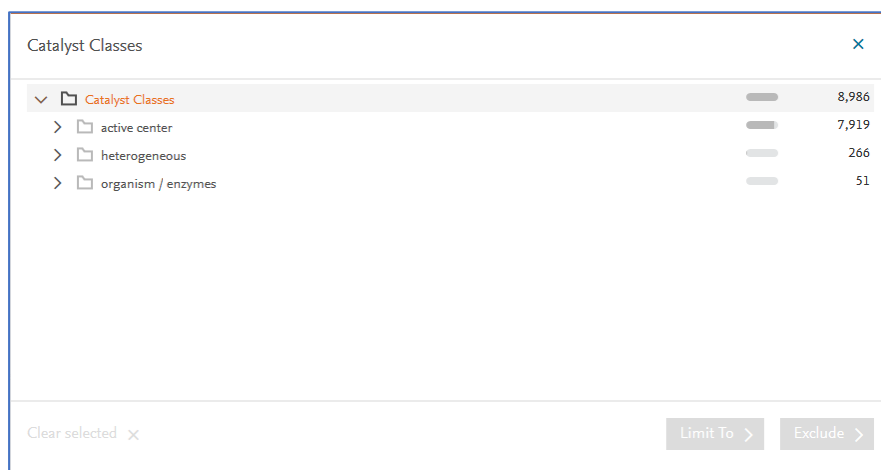 Catalyst Classes
Catalyst Classes 8,986
active center 7,919
heterogeneous 266
organism / enzymes 51
Clear selected × Limit To Exclude